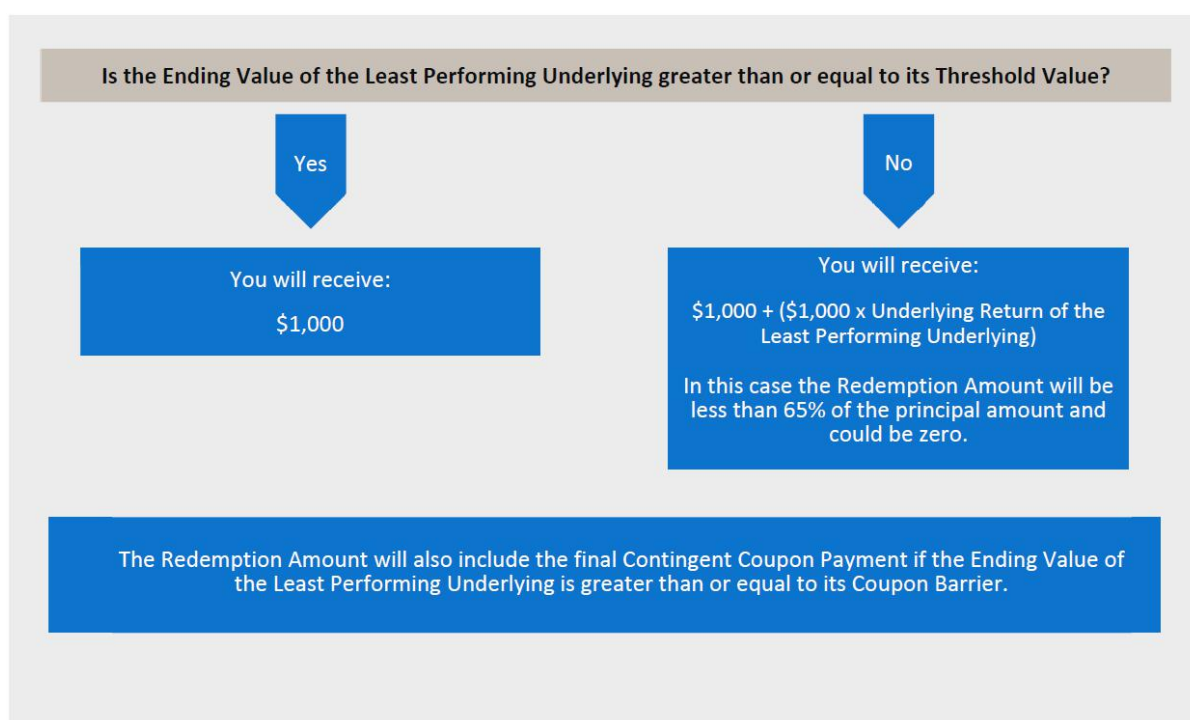 Is the Ending Value of the Least Performing Underlying greater than or equal to its Threshold Value?
Yes
No
You will receive:
$1,000
You will receive:
$1,000 + ($1,000 x Underlying Return of the
Least Performing Underlying)
In this case the Redemption Amount will be
less than 65% of the principal amount and
could be zero.
The Redemption Amount will also include the final Contingent Coupon Payment if the Ending Value of
the Least Performing Underlying is greater than or equal to its Coupon Barrier.